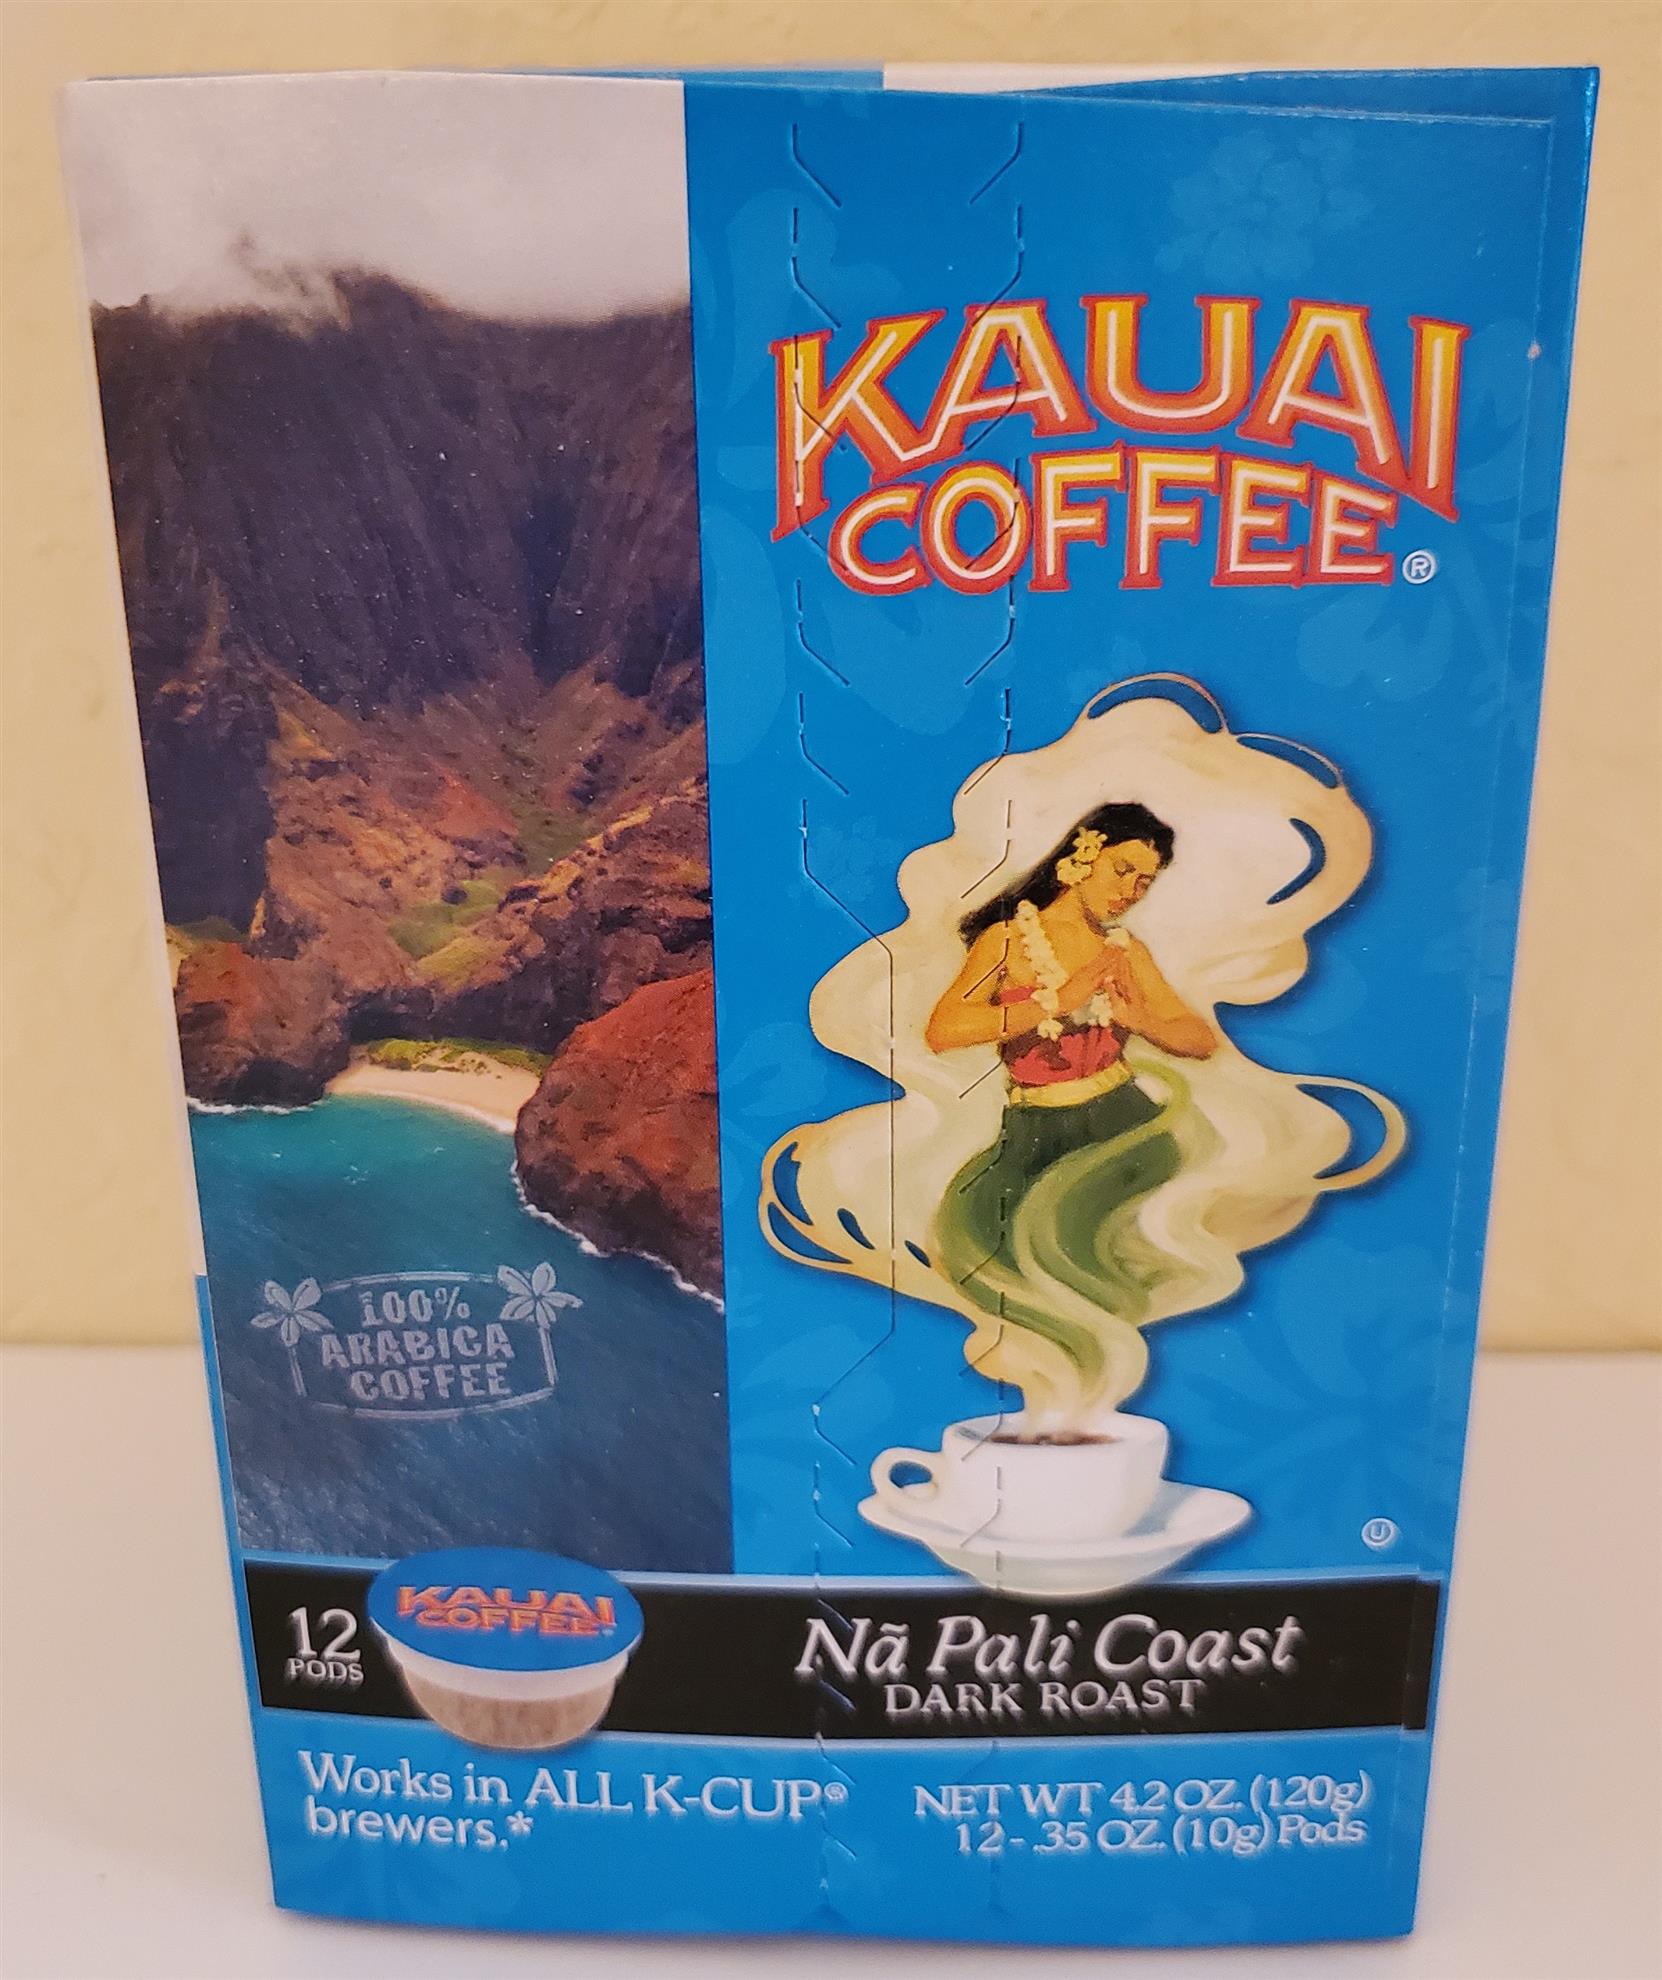 KAUAI
COFFEE®
100%
ARABICA
COFFEE
U
12
PODS
KAUAI
COFFEE
Nã Pali Coast
DARK ROAST
Works in ALL K-CUP®
brewers.*
NET WT 4.2 OZ. (120g)
12 - .35 OZ. (10g) Pods